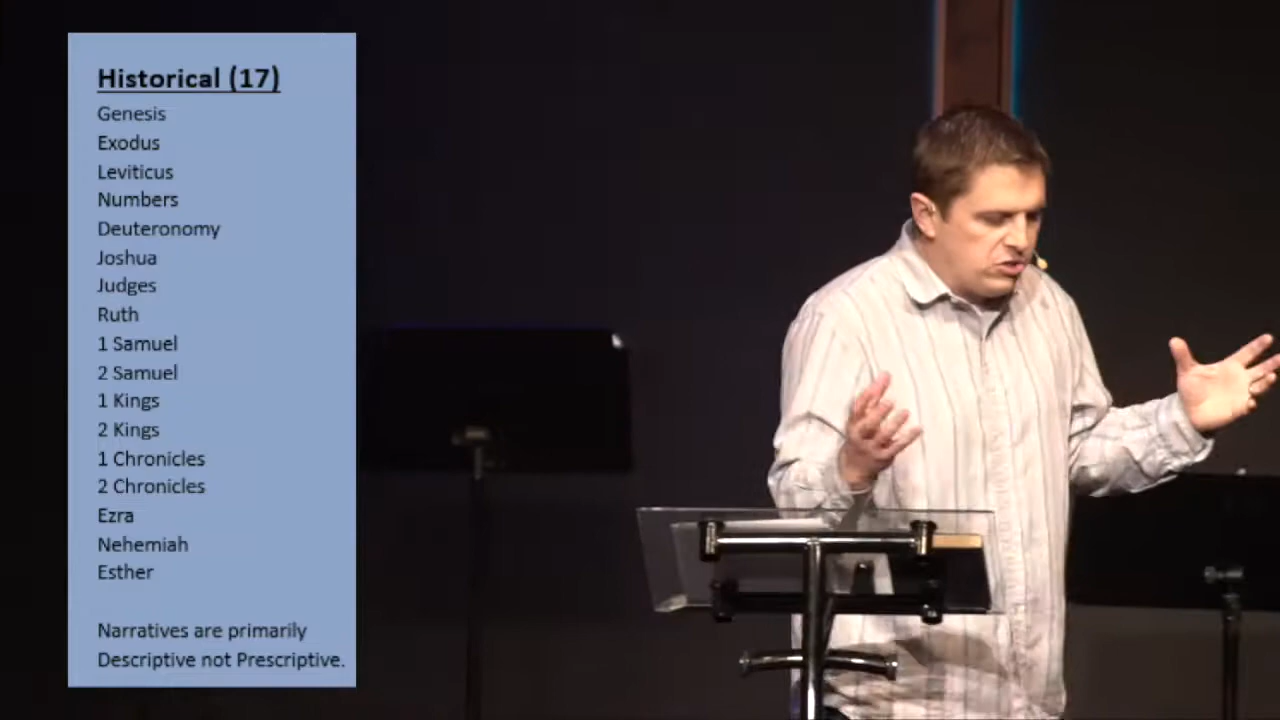 Historical (17)
Genesis
Exodus
Leviticus
Numbers
Deuteronomy
Joshua
Judges
Ruth
1 Samuel
2 Samuel
1 Kings
2 Kings
1 Chronicles
2 Chronicles
Ezra
Nehemiah
Esther
Narratives are primarily
Descriptive not Prescriptive.